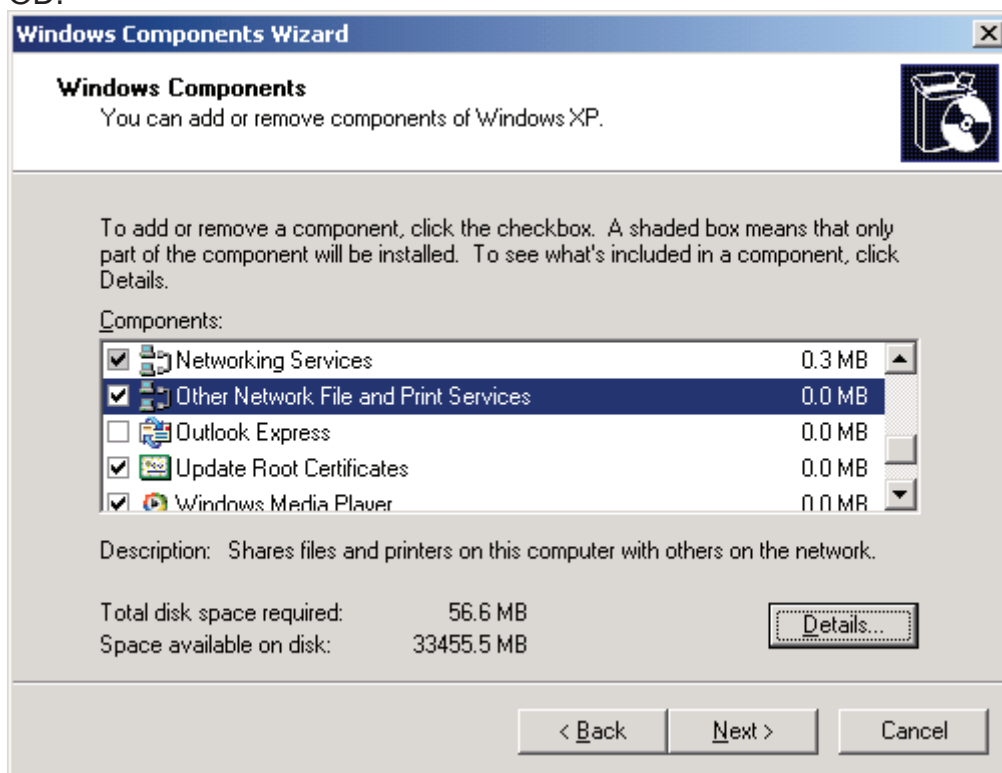 CD.
Windows Components Wizard
Windows Components
You can add or remove components of Windows XP.
To add or remove a component, click the checkbox. A shaded box means that only
part of the component will be installed. To see what's included in a component, click
Details.
Components:
Networking Services 0.3 MB
Other Network File and Print Services 0.0 MB
Outlook Express 0.0 MB
Update Root Certificates 0.0 MB
Windows Media Player 0.0 MB
Description: Shares files and printers on this computer with others on the network.
Total disk space required: 56.6 MB
Space available on disk: 33455.5 MB
Details...
< Back Next > Cancel